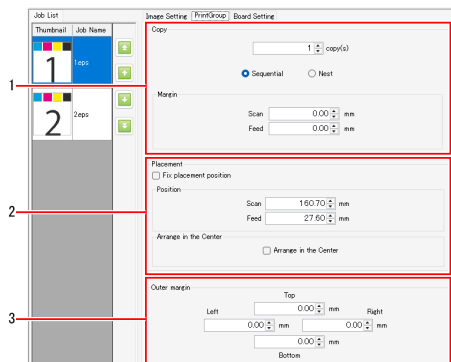 Job List
Image Setting PrintGroup Board Setting
Thumbnail Job Name
Copy
1 copy(s)
1 1eps
Sequential Nest
1
Margin
Scan 0.00 mm
Feed 0.00 mm
2 2eps
Placement
Fix placement position
Position
Scan 160.70 mm
Feed 27.60 mm
2
Arrange in the Center
Arrange in the Center
Outer margin
Top
Left 0.00 mm Right
3
0.00 mm 0.00 mm
0.00 mm
Bottom